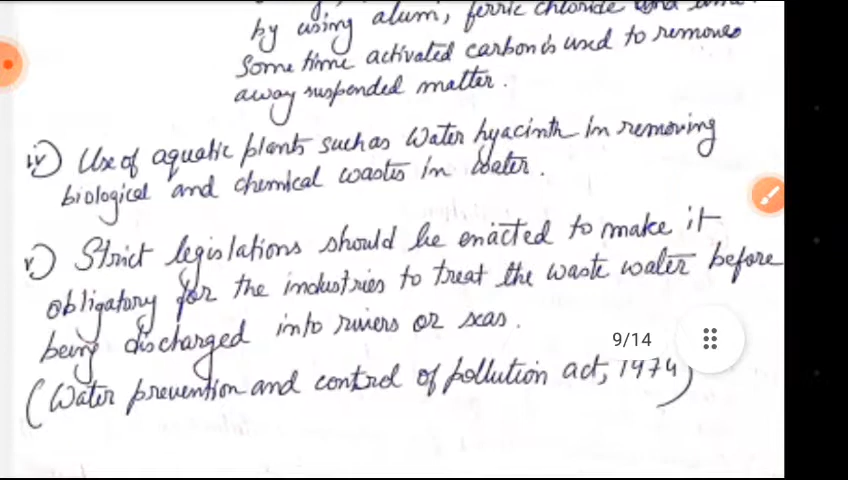 by using alum, ferric chloride and
Some time activated carbon is used to removes
away suspended matter.
iv) Use of aquatic plants such as Water hyacinth in removing
biological and chemical wastes in Water.
v) Strict legislations should be enacted to make it
obligatory for the industries to treat the waste water before
being discharged into rivers or seas.
9/14
(Water prevention and control of pollution act, 1974)